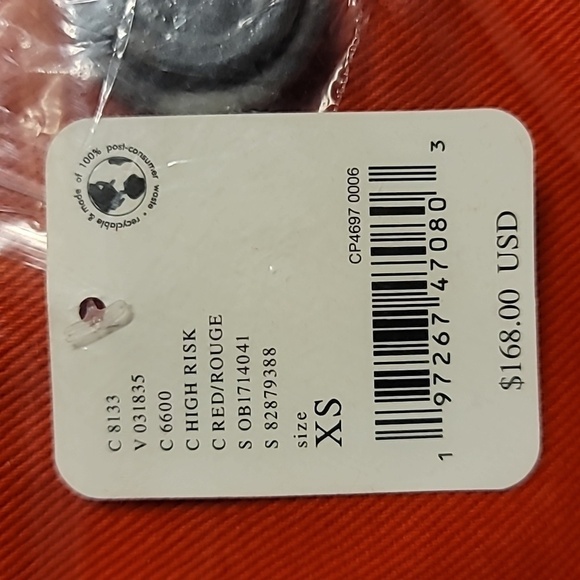 recyclable & made of 100% post-consumer waste •
C 8133
V 031835
C 6600
C HIGH RISK
C RED/ROUGE
S OB1714041
S 82879388
size
XS
CP4697 0006
1 97267 47080 3
$168.00 USD